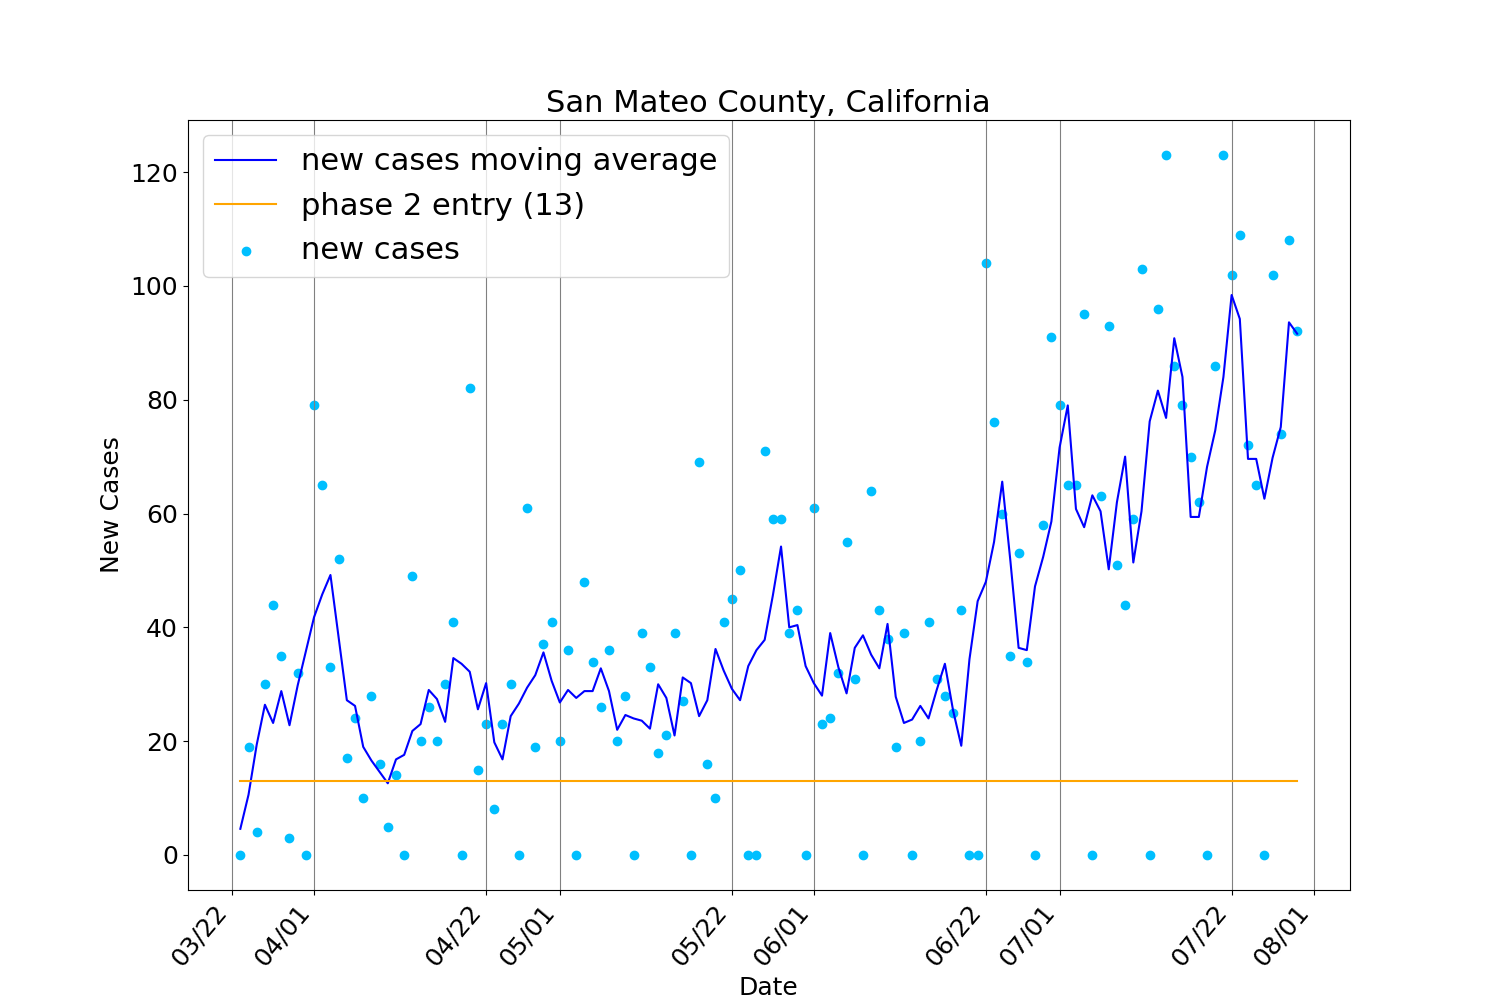 San Mateo County, California
new cases moving average
phase 2 entry (13)
new cases
120
100
80
60
40
20
0
New Cases
03/22
04/01
04/22
05/01
05/22
06/01
06/22
07/01
07/22
08/01
Date